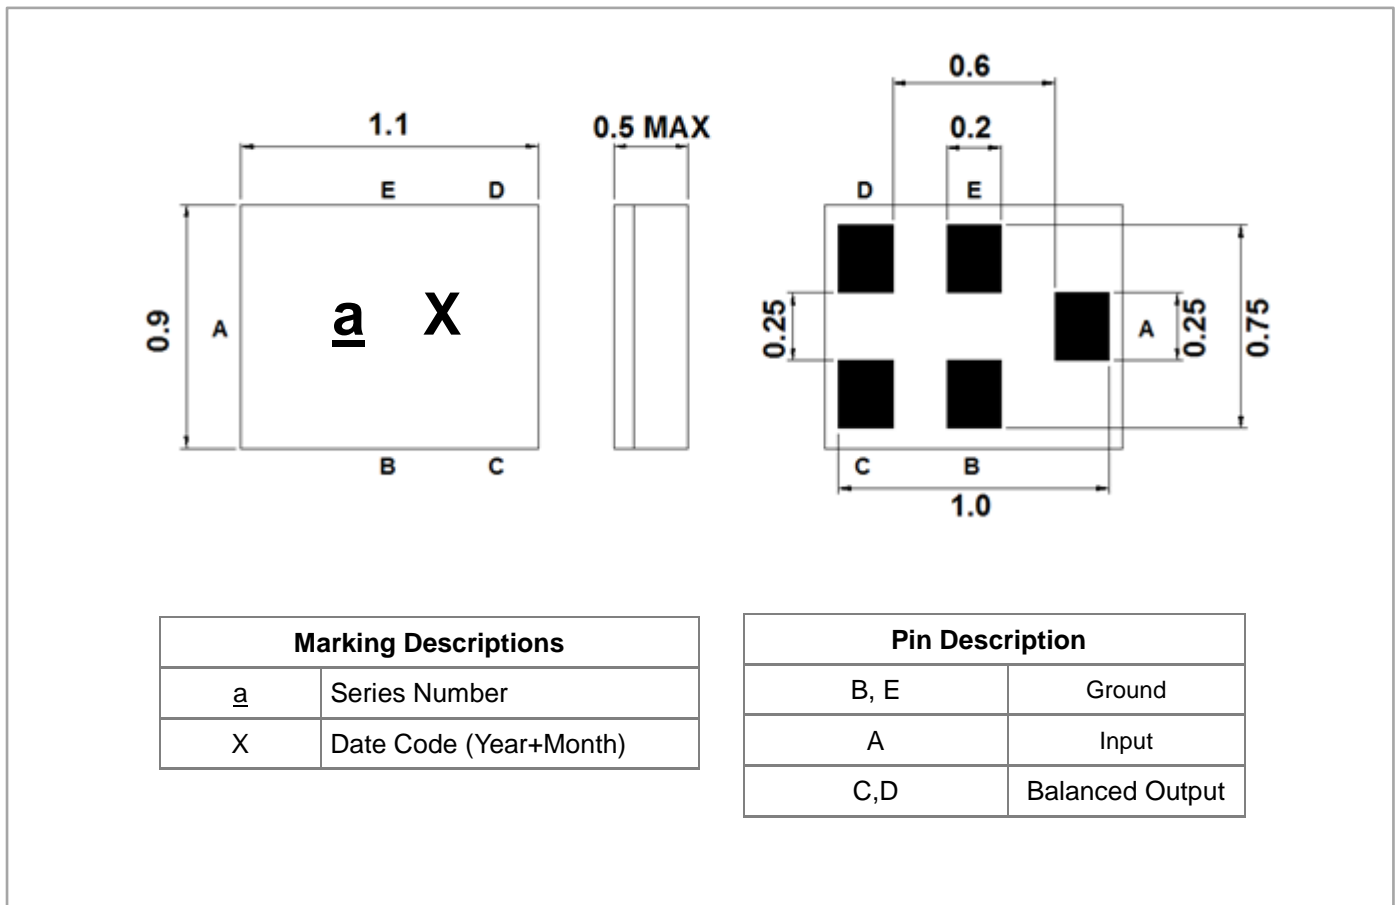 0.6
1.1
0.5 MAX
0.2
E D
D E
0.9
A
a X
0.25
A
0.25
0.75
B C
C B
1.0
Marking Descriptions
a Series Number
X Date Code (Year+Month)
Pin Description
B, E Ground
A Input
C,D Balanced Output